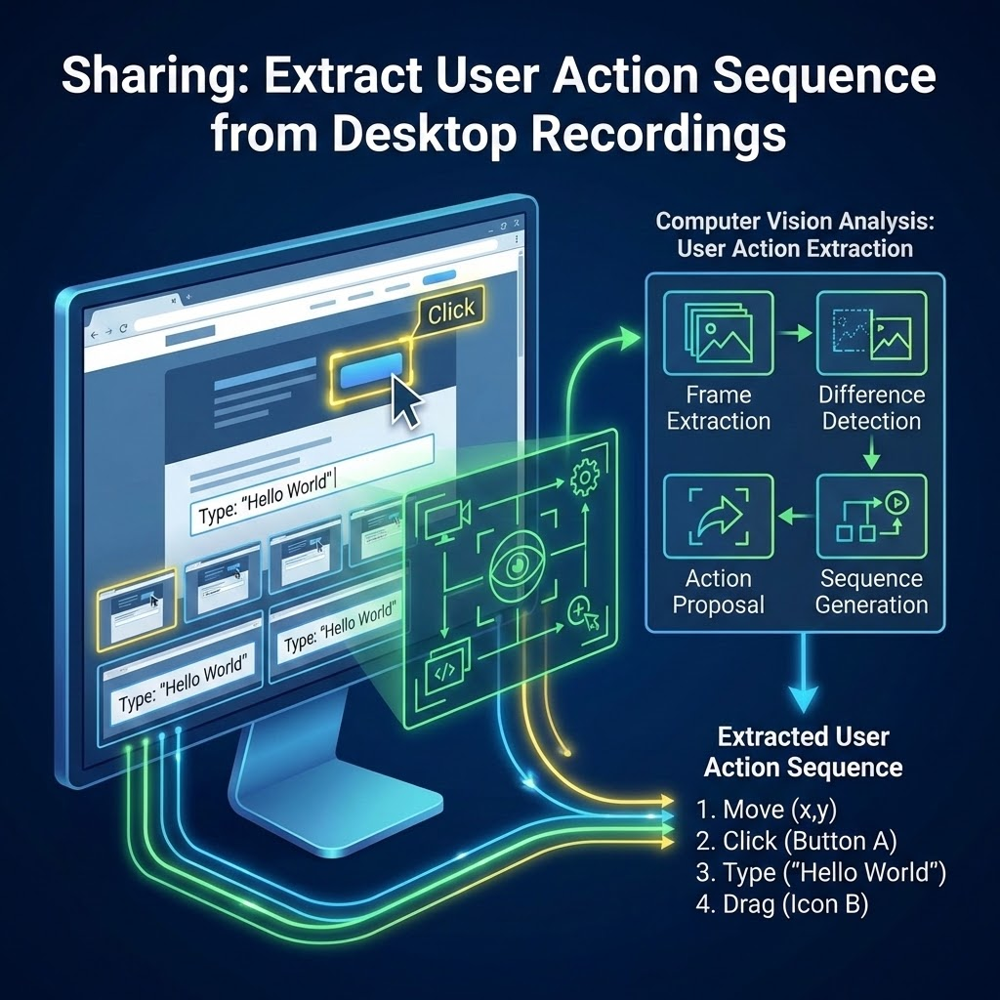 Sharing: Extract User Action Sequence
from Desktop Recordings
Click
Type: "Hello World"
Type: "Hello World"
Type: "Hello World"
Computer Vision Analysis:
User Action Extraction
Frame
Extraction
Difference
Detection
Action
Proposal
Sequence
Generation
</>
Extracted User
Action Sequence
1. Move (x,y)
2. Click (Button A)
3. Type ("Hello World")
4. Drag (Icon B)